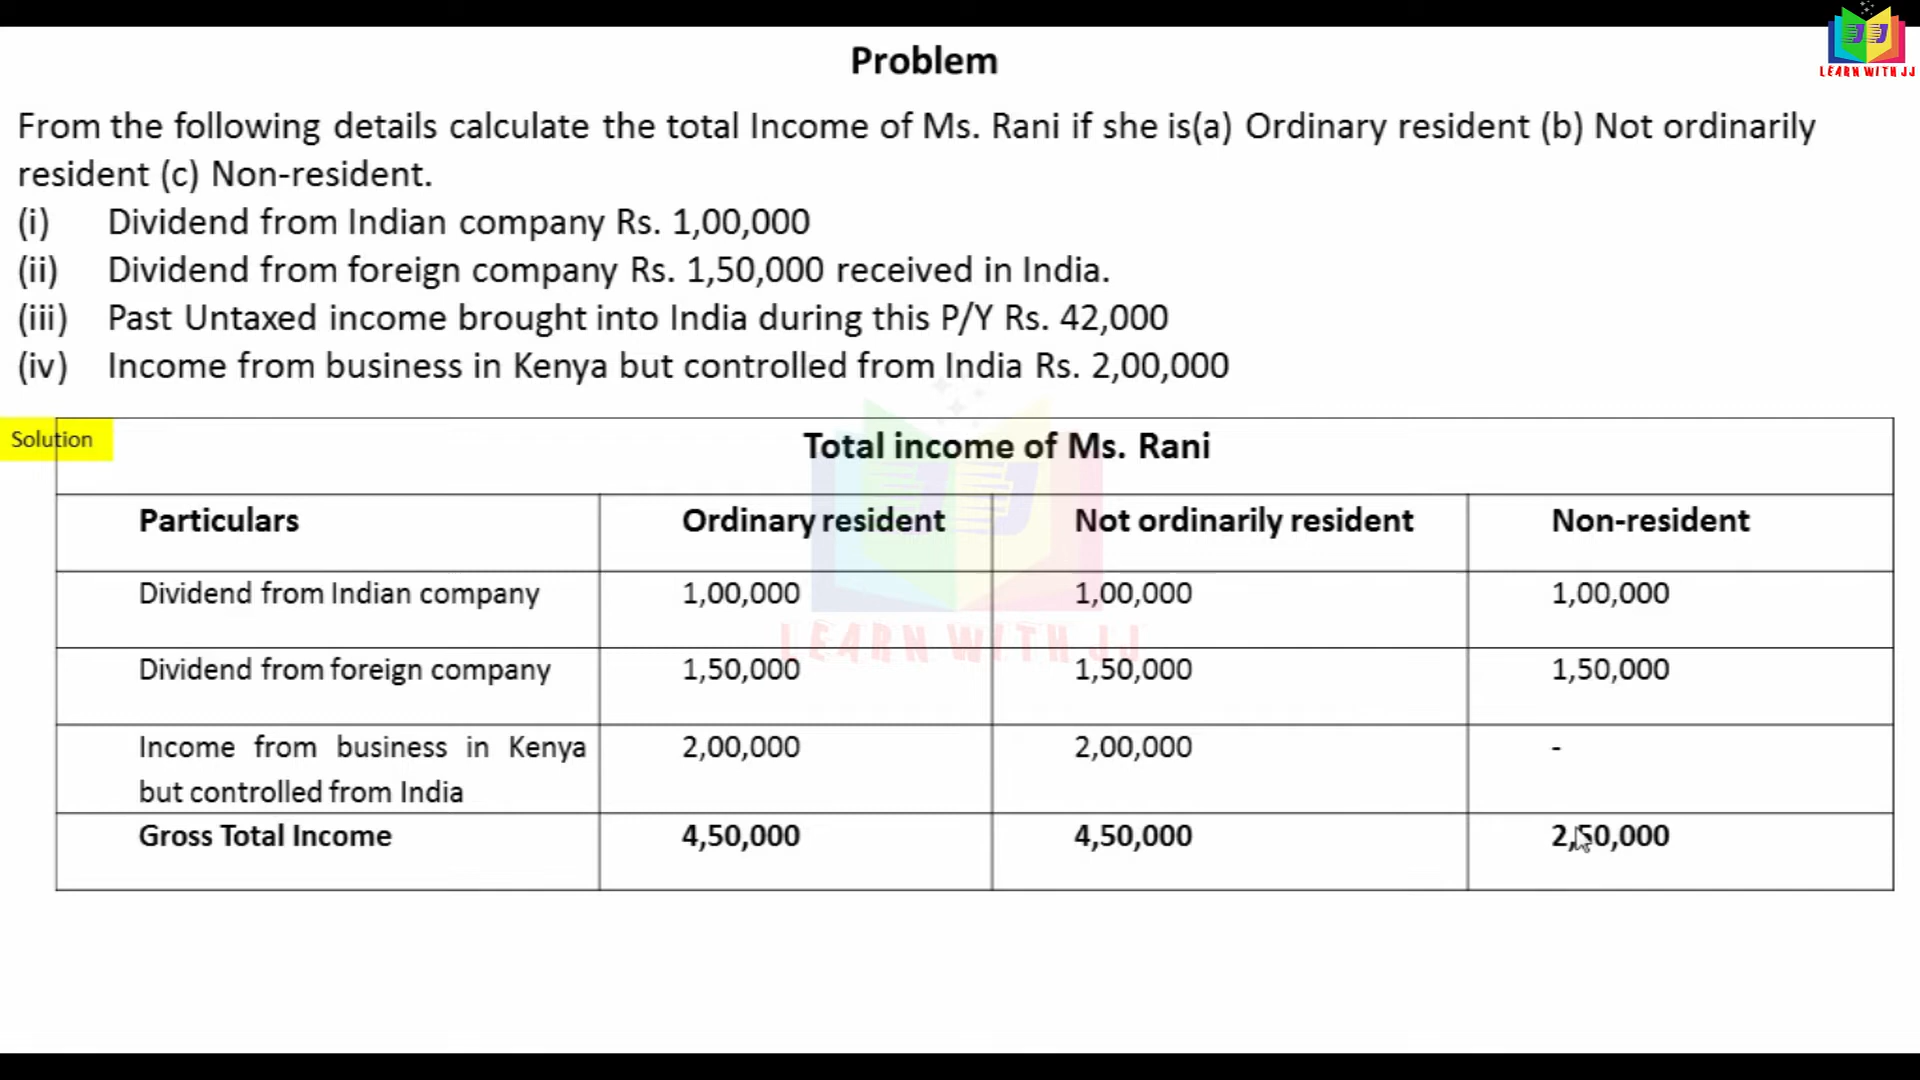 LEARN WITH JJ
Problem
From the following details calculate the total Income of Ms. Rani if she is(a) Ordinary resident (b) Not ordinarily
resident (c) Non-resident.
(i) Dividend from Indian company Rs. 1,00,000
(ii) Dividend from foreign company Rs. 1,50,000 received in India.
(iii) Past Untaxed income brought into India during this P/Y Rs. 42,000
(iv) Income from business in Kenya but controlled from India Rs. 2,00,000
Solution
Total income of Ms. Rani
Particulars Ordinary resident Not ordinarily resident Non-resident
Dividend from Indian company 1,00,000 1,00,000 1,00,000
LEARN WITH JJ
Dividend from foreign company 1,50,000 1,50,000 1,50,000
Income from business in Kenya 2,00,000 2,00,000 -
but controlled from India
Gross Total Income 4,50,000 4,50,000 2,50,000